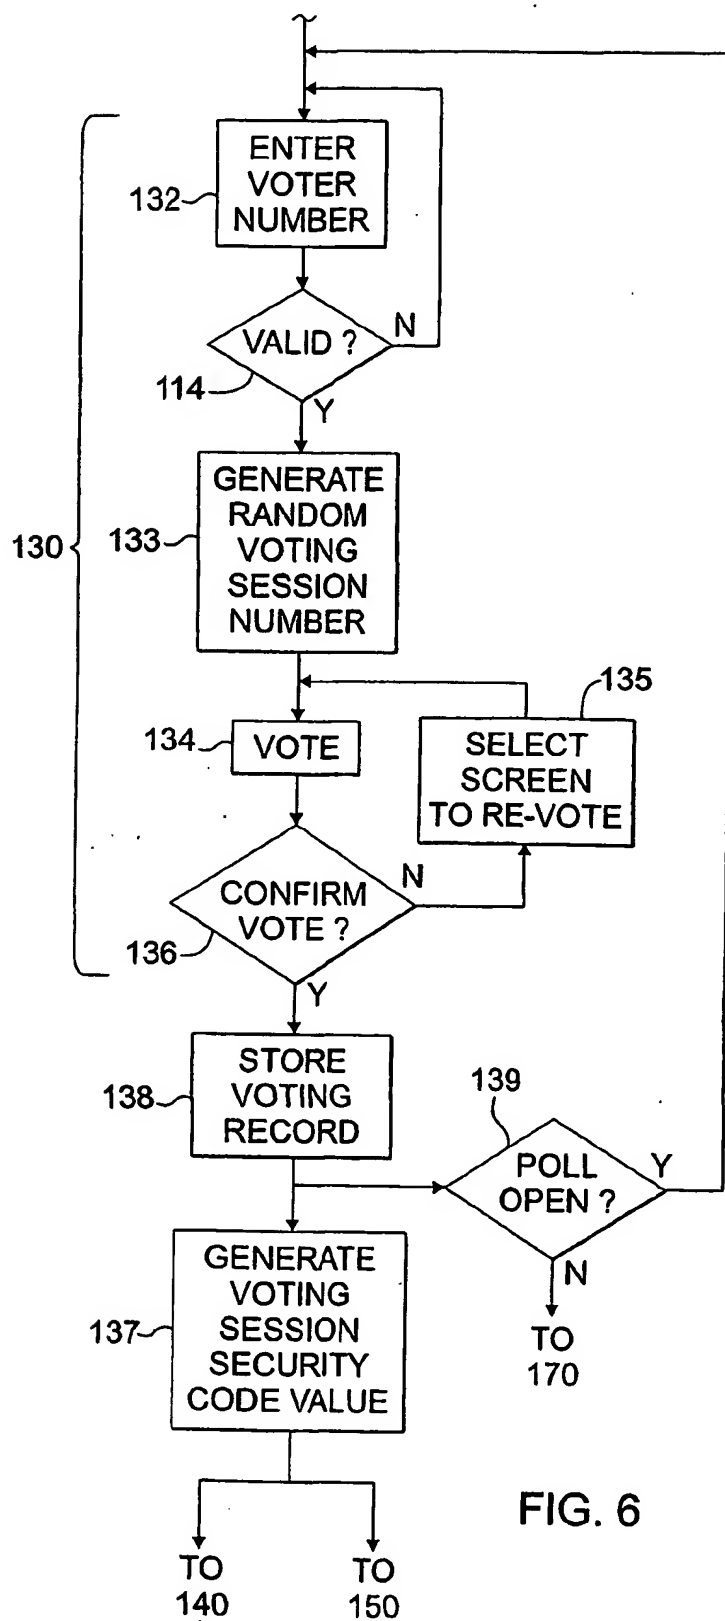 ENTER
VOTER
NUMBER
132
VALID ?
N
114
Y
GENERATE
RANDOM
VOTING
SESSION
NUMBER
130
133
135
134
VOTE
SELECT
SCREEN
TO RE-VOTE
CONFIRM
VOTE ?
N
136
Y
STORE
VOTING
RECORD
138
139
POLL
OPEN ?
Y
N
TO
170
GENERATE
VOTING
SESSION
SECURITY
CODE VALUE
137
FIG. 6
TO
140
TO
150